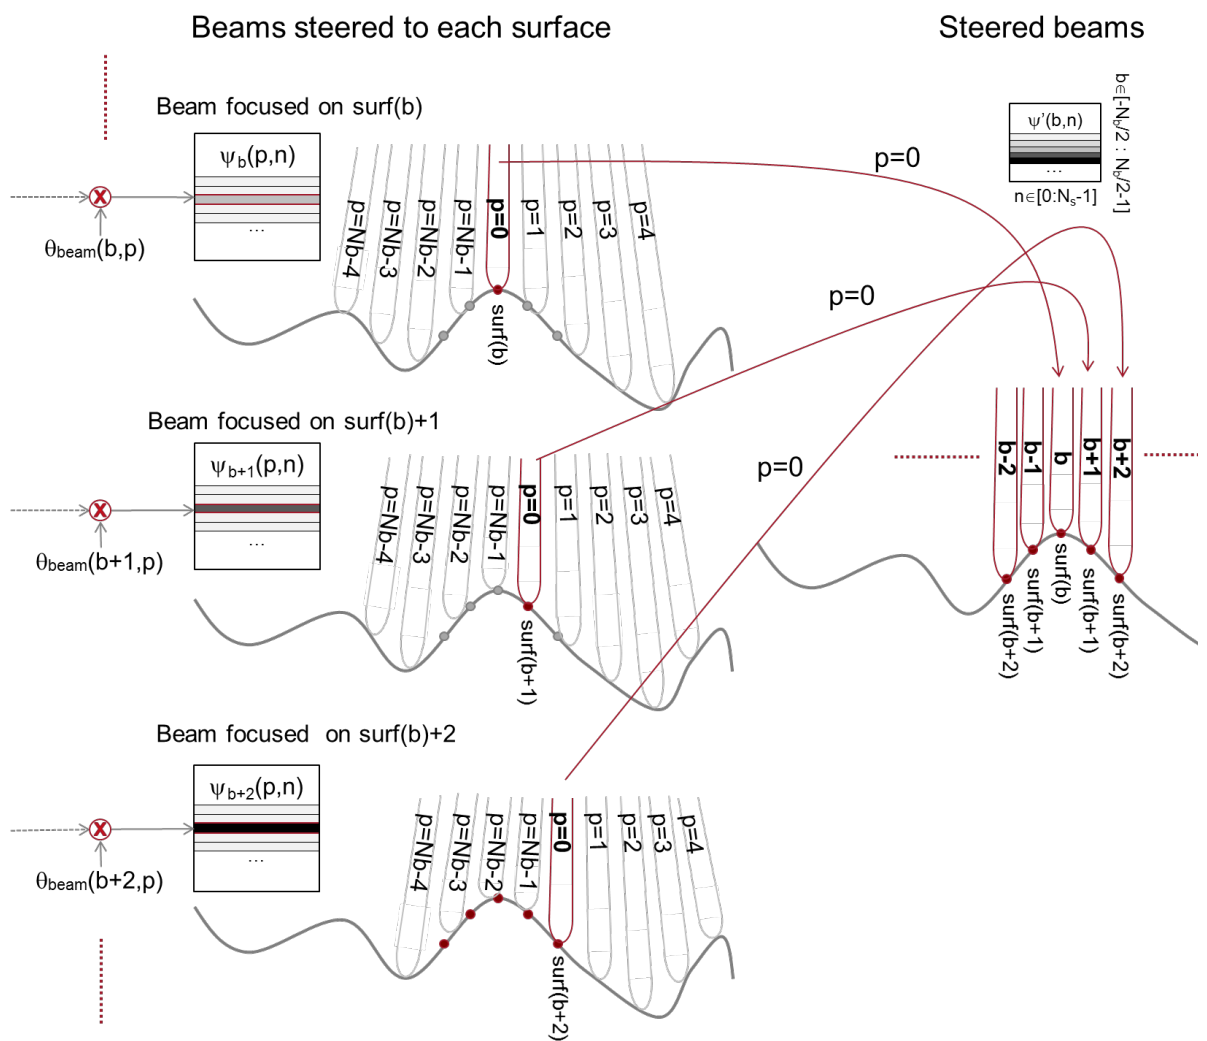 Beams steered to each surface
Steered beams
Beam focused on surf(b)
ψb(p,n)
...
X
θbeam(b,p)
p=Nb-4
p=Nb-3
p=Nb-2
p=Nb-1
p=0
p=1
p=2
p=3
p=4
surf(b)
p=0
ψ'(b,n)
...
n∈[0:Ns-1]
b∈[-Nb/2 : Nb/2-1]
p=0
Beam focused on surf(b)+1
ψb+1(p,n)
...
X
θbeam(b+1,p)
p=Nb-4
p=Nb-3
p=Nb-2
p=Nb-1
p=0
p=1
p=2
p=3
p=4
surf(b+1)
p=0
b-2
b-1
b
b+1
b+2
surf(b+2)
surf(b+1)
surf(b)
surf(b+1)
surf(b+2)
Beam focused on surf(b)+2
ψb+2(p,n)
...
X
θbeam(b+2,p)
p=Nb-4
p=Nb-3
p=Nb-2
p=Nb-1
p=0
p=1
p=2
p=3
p=4
surf(b+2)